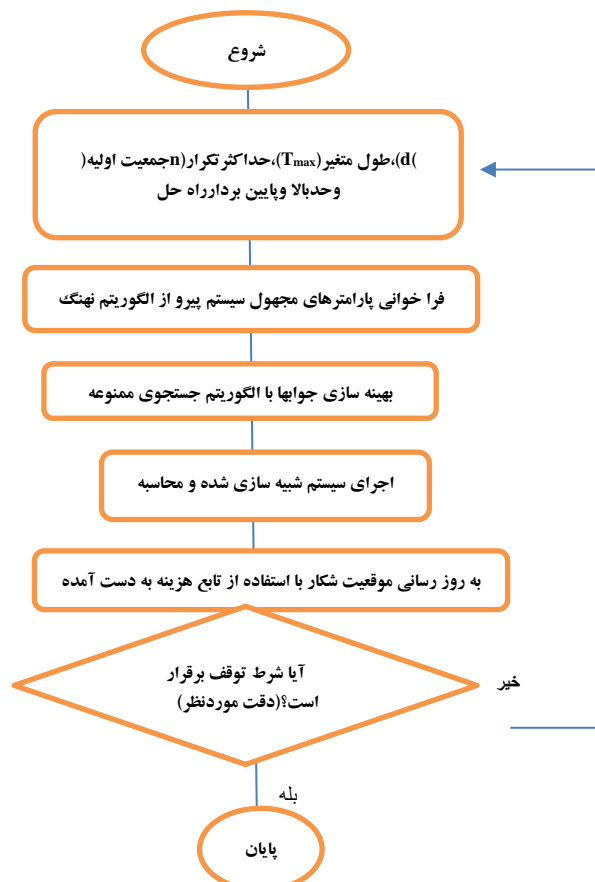 شروع
)d)،طول متغیر(Tmax)،حداکثرتکرار(nجمعیت اولیه(
وحدبالا وپایین بردارراه حل
فرا خوانی پارامترهای مجهول سیستم پیرو از الگوریتم نهنگ
بهینه سازی جوابها با الگوریتم جستجوی ممنوعه
اجرای سیستم شبیه سازی شده و محاسبه
به روز رسانی موقعیت شکار با استفاده از تابع هزینه به دست آمده
آیا شرط توقف برقرار
است؟(دقت موردنظر)
خیر
بله
پایان